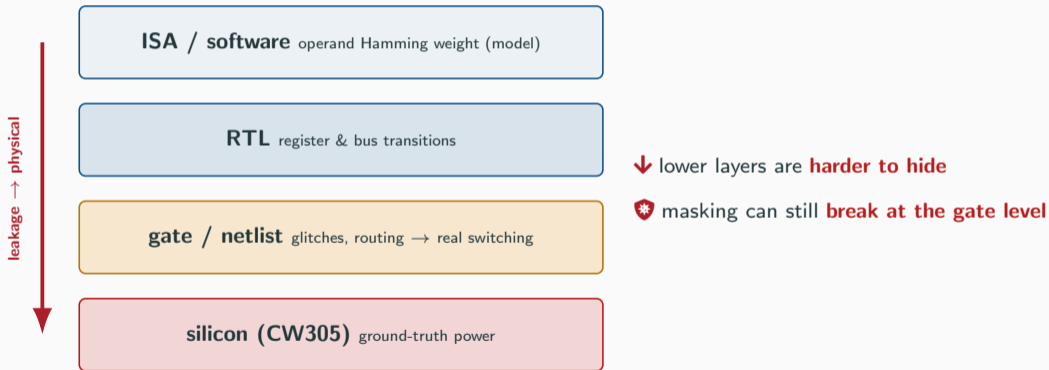 ISA / software operand Hamming weight (model)
RTL register & bus transitions
gate / netlist glitches, routing → real switching
silicon (CW305) ground-truth power
leakage → physical
↓ lower layers are harder to hide
masking can still break at the gate level